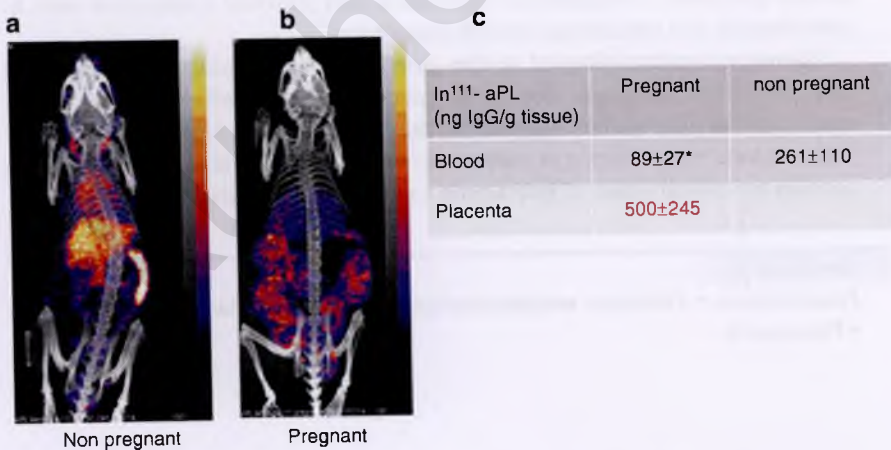 a
b
c
In¹¹¹- aPL
(ng IgG/g tissue)
Pregnant
non pregnant
Blood
89±27*
261±110
Placenta
500±245
Non pregnant
Pregnant